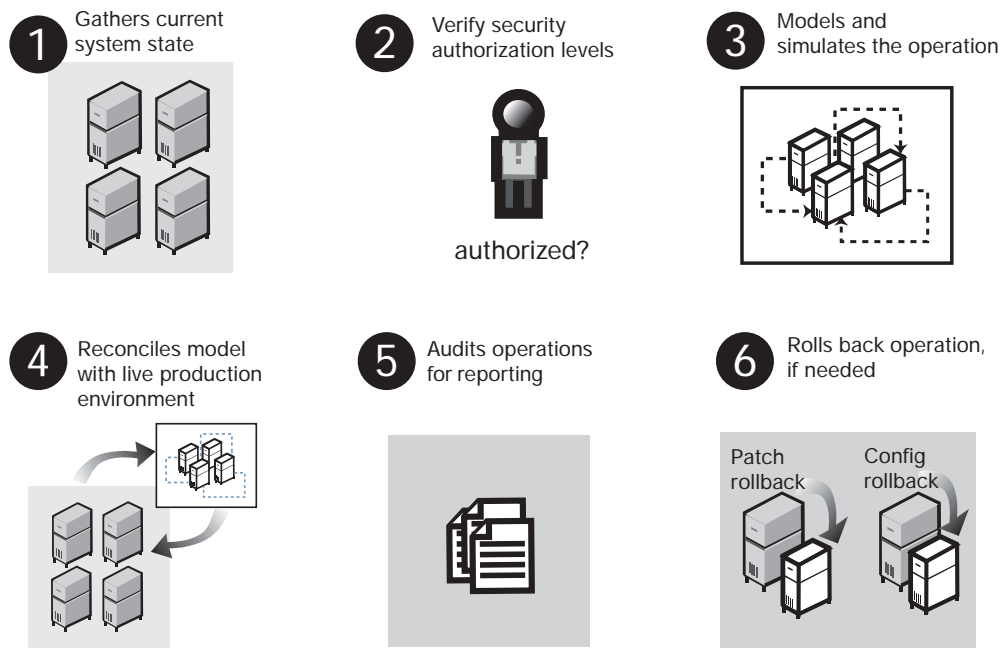 1
Gathers current
system state
2
Verify security
authorization levels
authorized?
3
Models and
simulates the operation
4
Reconciles model
with live production
environment
5
Audits operations
for reporting
6
Rolls back operation,
if needed
Patch
rollback
Config
rollback